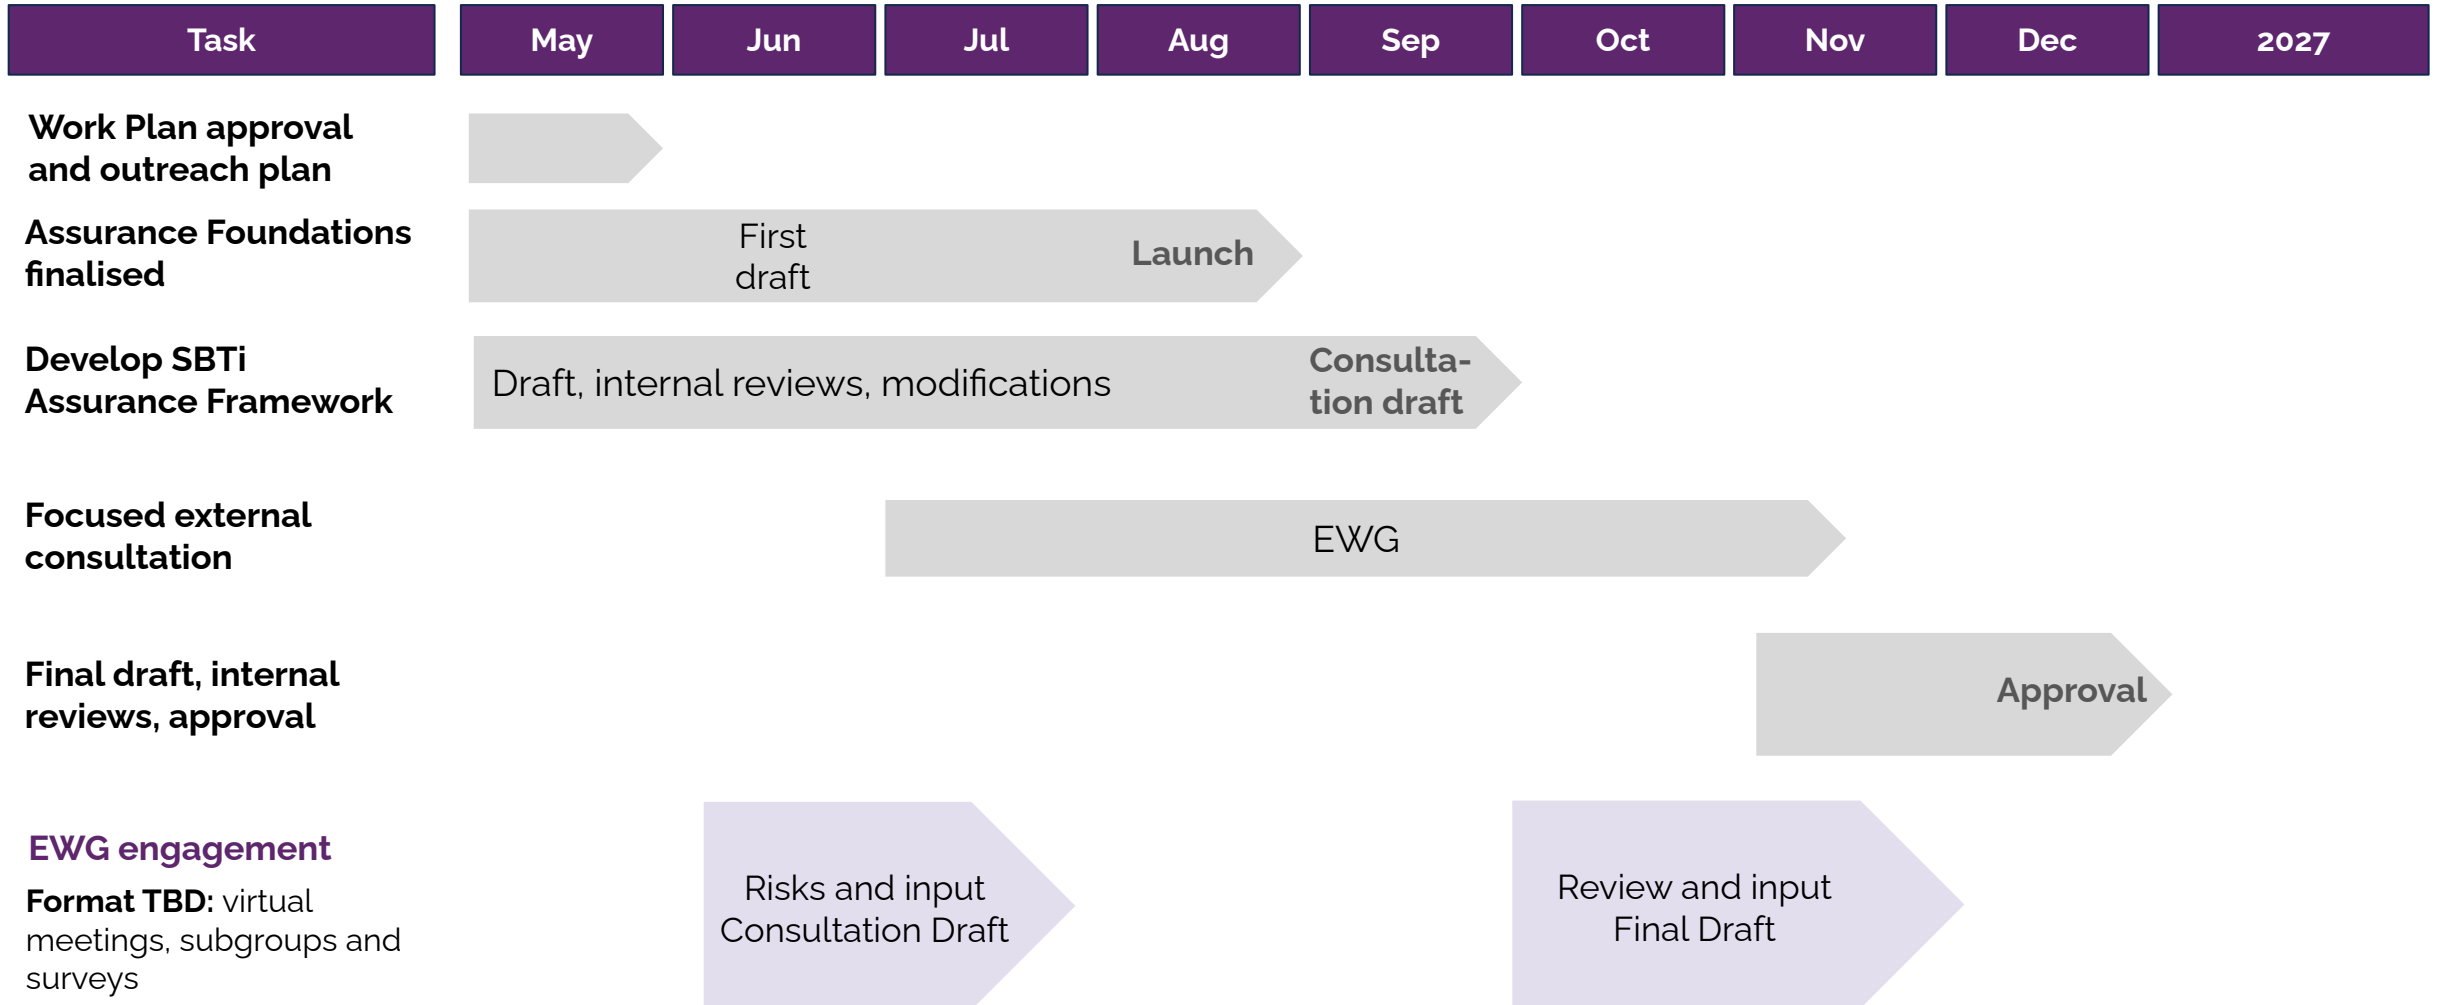 Task
May
Jun
Jul
Aug
Sep
Oct
Nov
Dec
2027
Work Plan approval
and outreach plan
Assurance Foundations
finalised
First
draft
Launch
Develop SBTi
Assurance Framework
Draft, internal reviews, modifications
Consulta-
tion draft
Focused external
consultation
EWG
Final draft, internal
reviews, approval
Approval
EWG engagement
Format TBD: virtual
meetings, subgroups and
surveys
Risks and input
Consultation Draft
Review and input
Final Draft